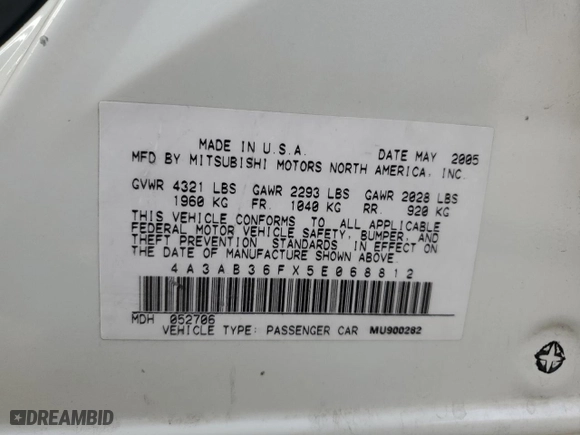 MADE IN U.S.A. DATE MAY 2005
MFD BY MITSUBISHI MOTORS NORTH AMERICA, INC.
GVWR 4321 LBS GAWR 2293 LBS GAWR 2028 LBS
1960 KG FR. 1040 KG RR. 920 KG
THIS VEHICLE CONFORMS TO ALL APPLICABLE
FEDERAL MOTOR VEHICLE SAFETY, BUMPER, AND
THEFT PREVENTION STANDARDS IN EFFECT ON
THE DATE OF MANUFACTURE SHOWN ABOVE.
4A3AB36FX5E068812
MDH 052706
VEHICLE TYPE: PASSENGER CAR MU900282
DREAMBID